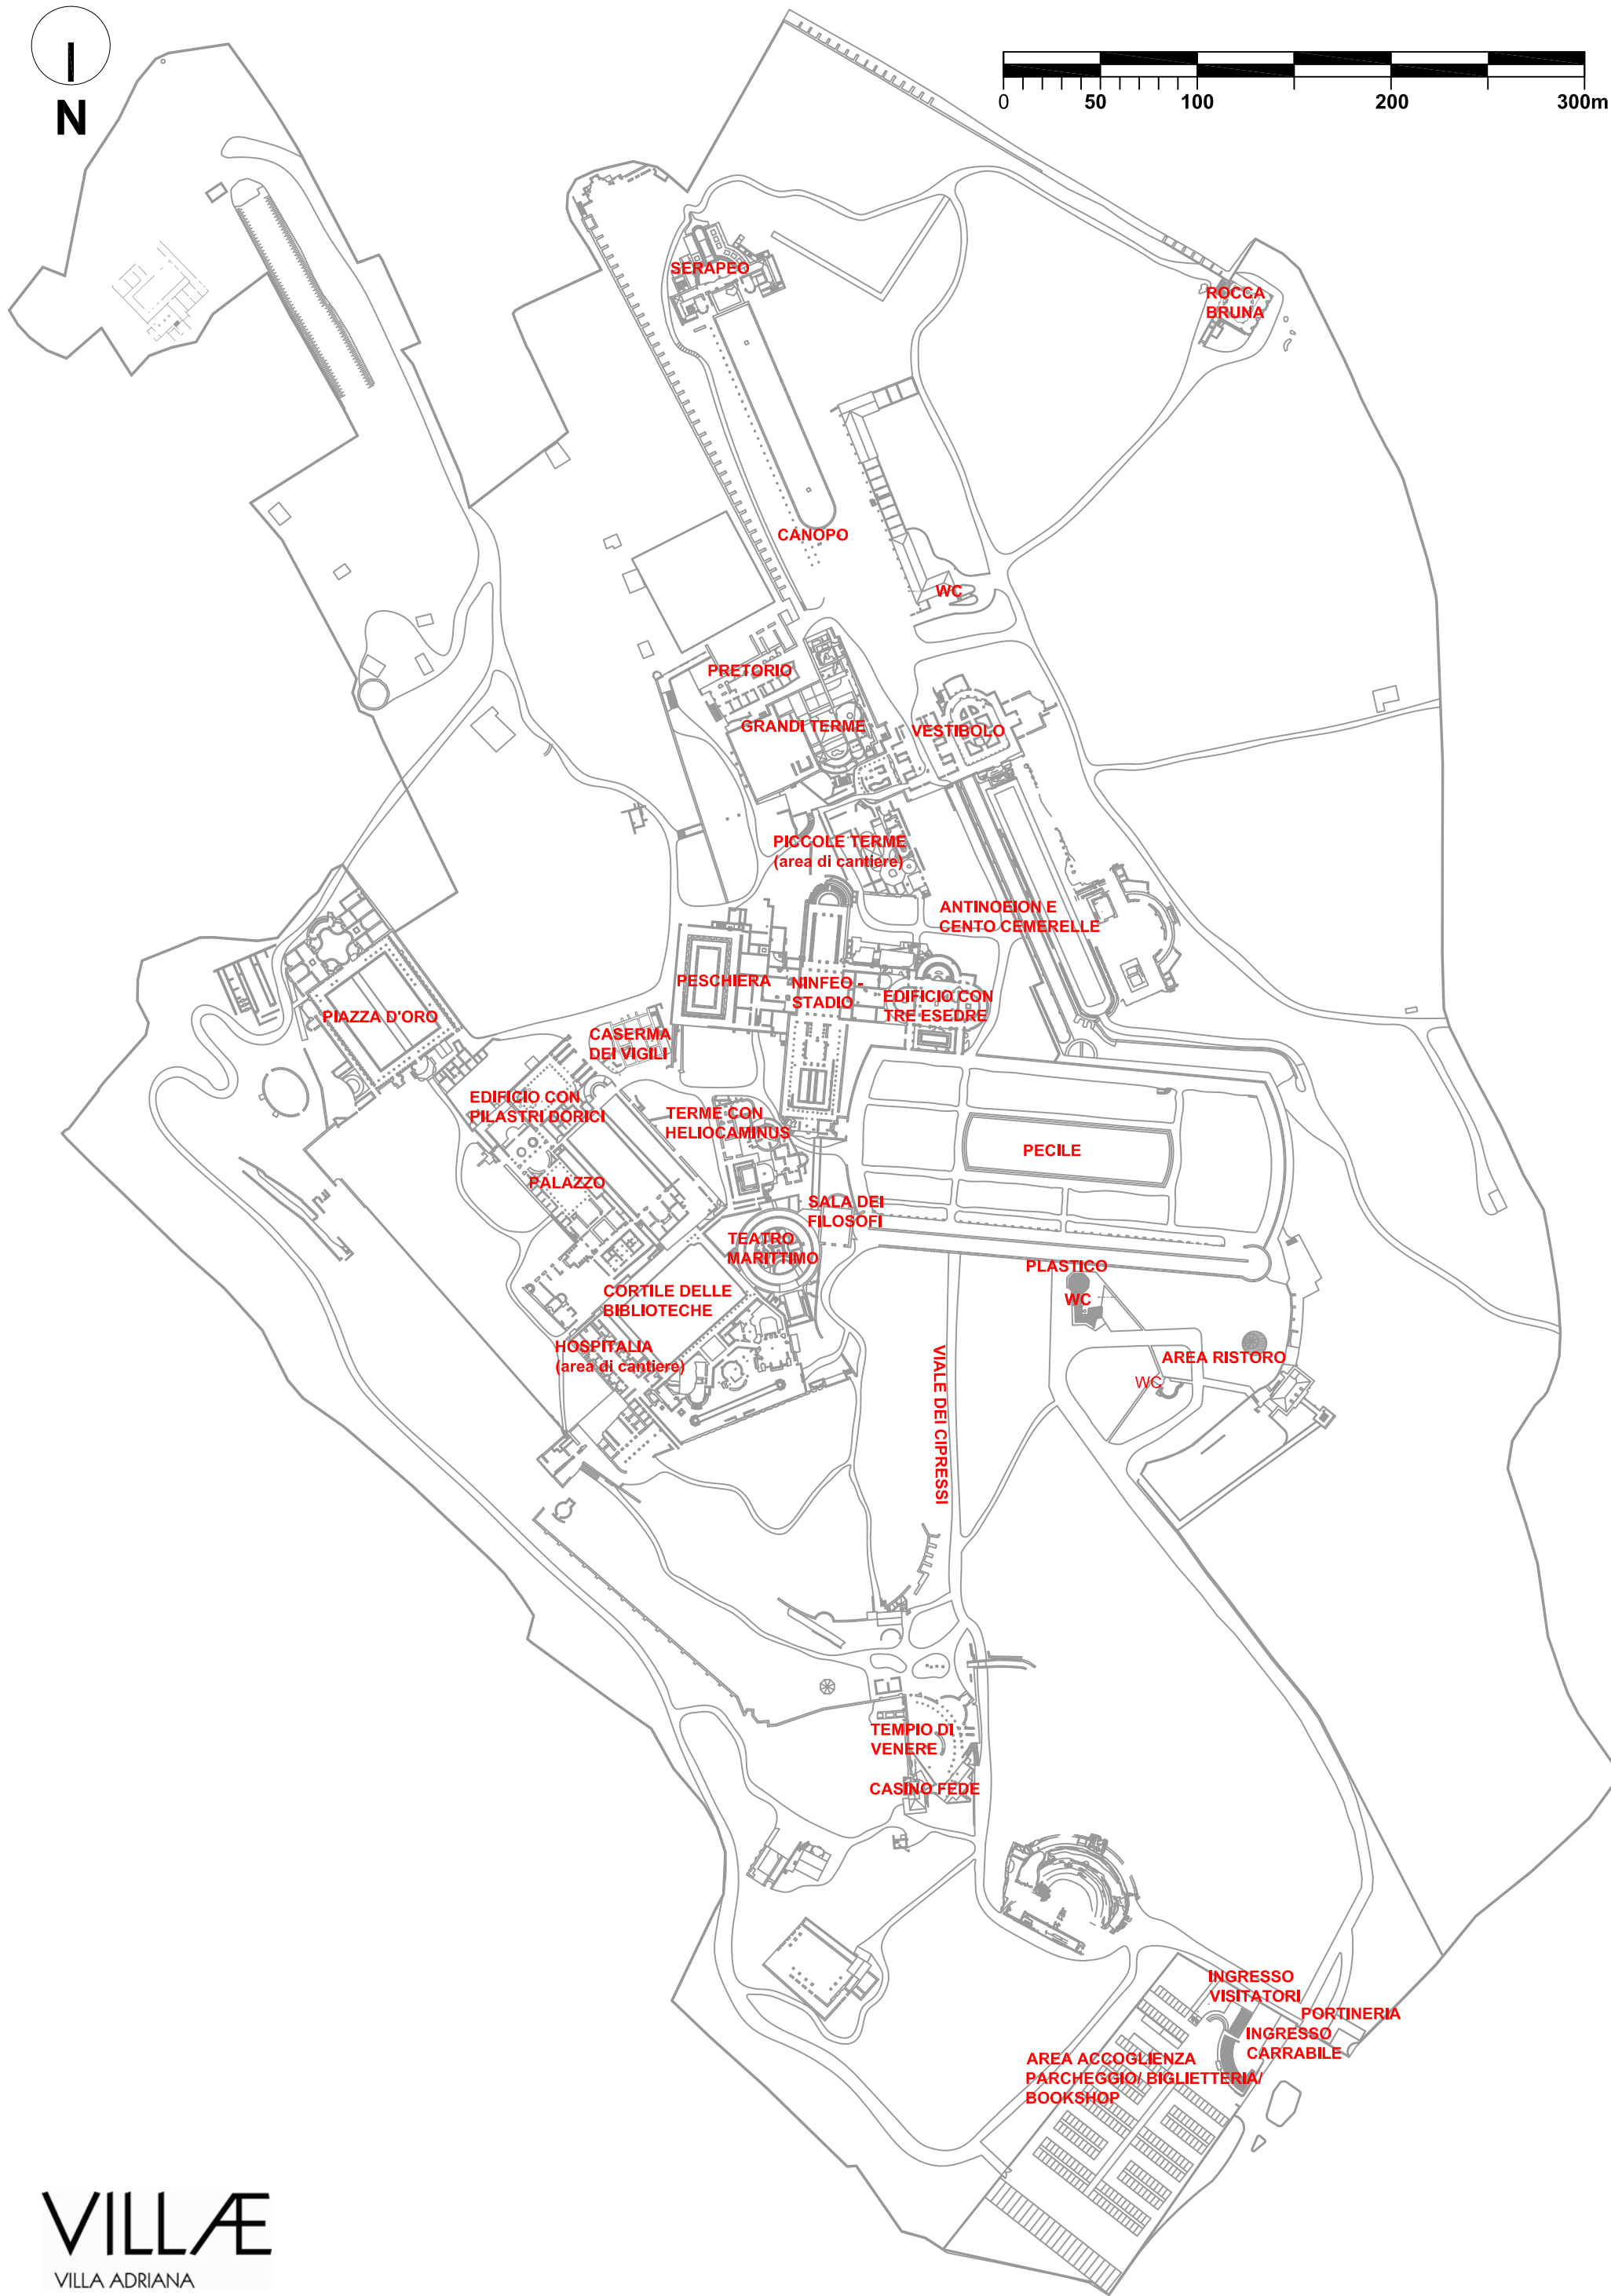 N
0 50 100 200 300m
SERAPEO
ROCCA
BRUNA
CANOPO
WC
PRETORIO
GRANDI TERME
VESTIBOLO
PICCOLE TERME
(area di cantiere)
ANTINOEION E
CENTO CEMERELLE
PESCHIERA
NINFEO -
STADIO
EDIFICIO CON
TRE ESEDRE
PIAZZA D'ORO
CASERMA
DEI VIGILI
EDIFICIO CON
PILASTRI DORICI
TERME CON
HELIOCAMINUS
PECILE
PALAZZO
SALA DEI
FILOSOFI
TEATRO
MARITTIMO
PLASTICO
WC
CORTILE DELLE
BIBLIOTECHE
HOSPITALIA
(area di cantiere)
AREA RISTORO
WC
VIALE DEI CIPRESSI
TEMPIO DI
VENERE
CASINO FEDE
INGRESSO
VISITATORI
PORTINERIA
INGRESSO
CARRABILE
AREA ACCOGLIENZA
PARCHEGGIO/ BIGLIETTERIA/
BOOKSHOP
VILLÆ
VILLA ADRIANA